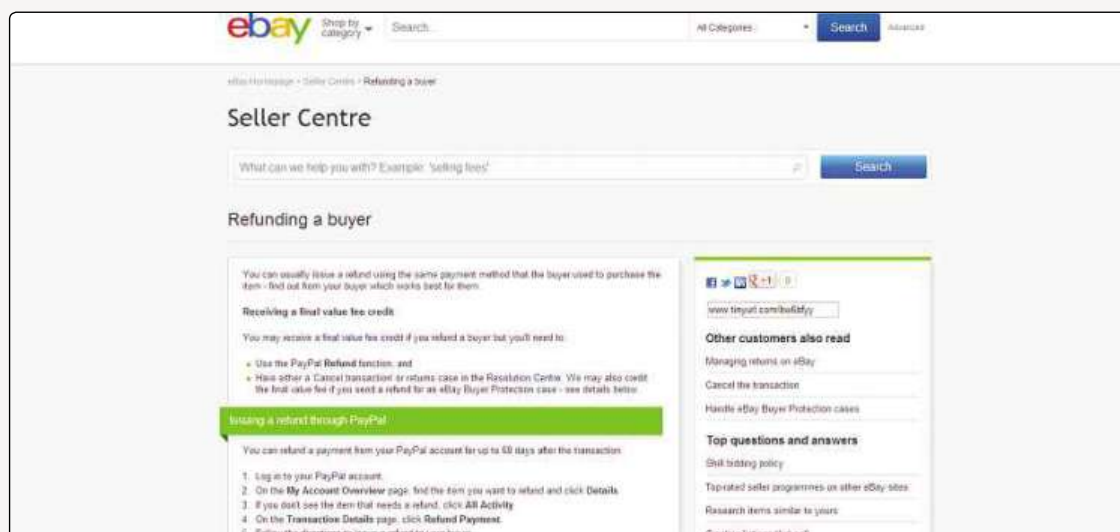 ebay
Shop by
category
Search...
All Categories
Search
Advanced
eBay Homepage > Seller Centre > Refunding a buyer
Seller Centre
What can we help you with? Example: 'selling fees'
Search
Refunding a buyer
You can usually issue a refund using the same payment method that the buyer used to purchase the
item - find out from your buyer which works best for them.
Receiving a final value fee credit
You may receive a final value fee credit if you refund a buyer but you'll need to:
Use the PayPal Refund function, and
Have either a Cancel transaction or returns case in the Resolution Centre. We may also credit
the final value fee if you send a refund for an eBay Buyer Protection case - see details below.
Issuing a refund through PayPal
You can refund a payment from your PayPal account for up to 60 days after the transaction.
1. Log in to your PayPal account.
2. On the My Account Overview page, find the item you want to refund and click Details.
3. If you don't see the item that needs a refund, click All Activity.
4. On the Transaction Details page, click Refund Payment.
+1 0
Other customers also read
Managing returns on eBay
Cancel the transaction
Handle eBay Buyer Protection cases
Top questions and answers
Shill bidding policy
Top-rated seller programmes on other eBay sites
Research items similar to yours